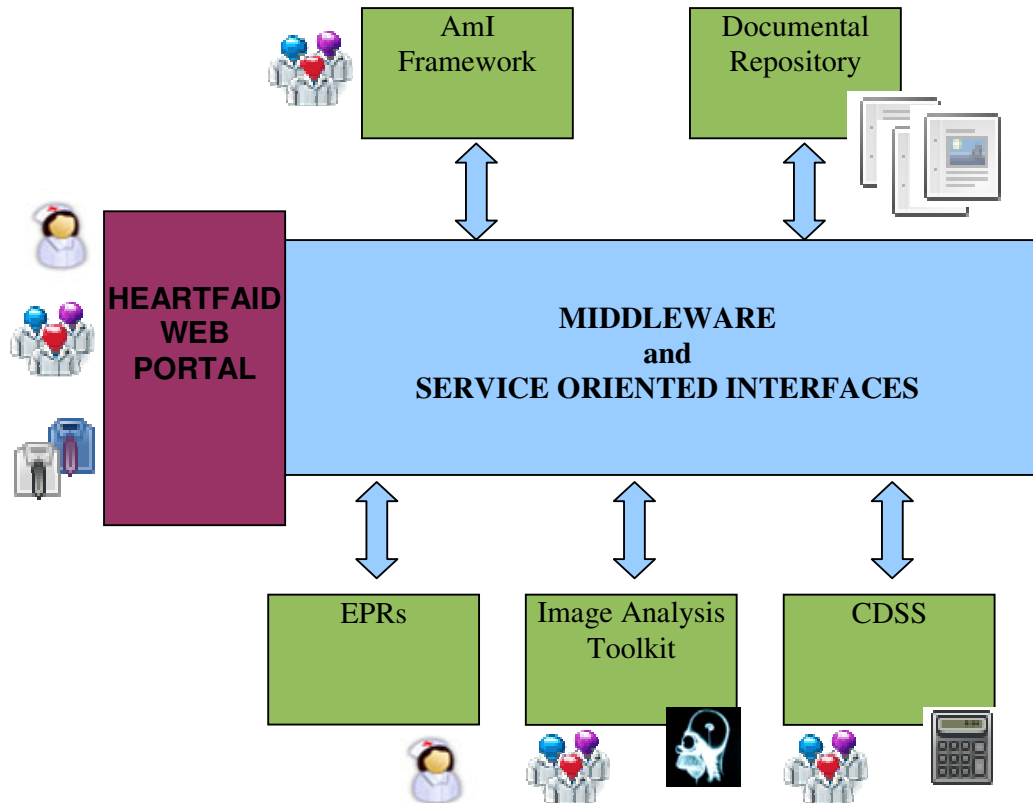 AmI
Framework
Documental
Repository
HEARTFAID
WEB
PORTAL
MIDDLEWARE
and
SERVICE ORIENTED INTERFACES
EPRs
Image Analysis
Toolkit
CDSS